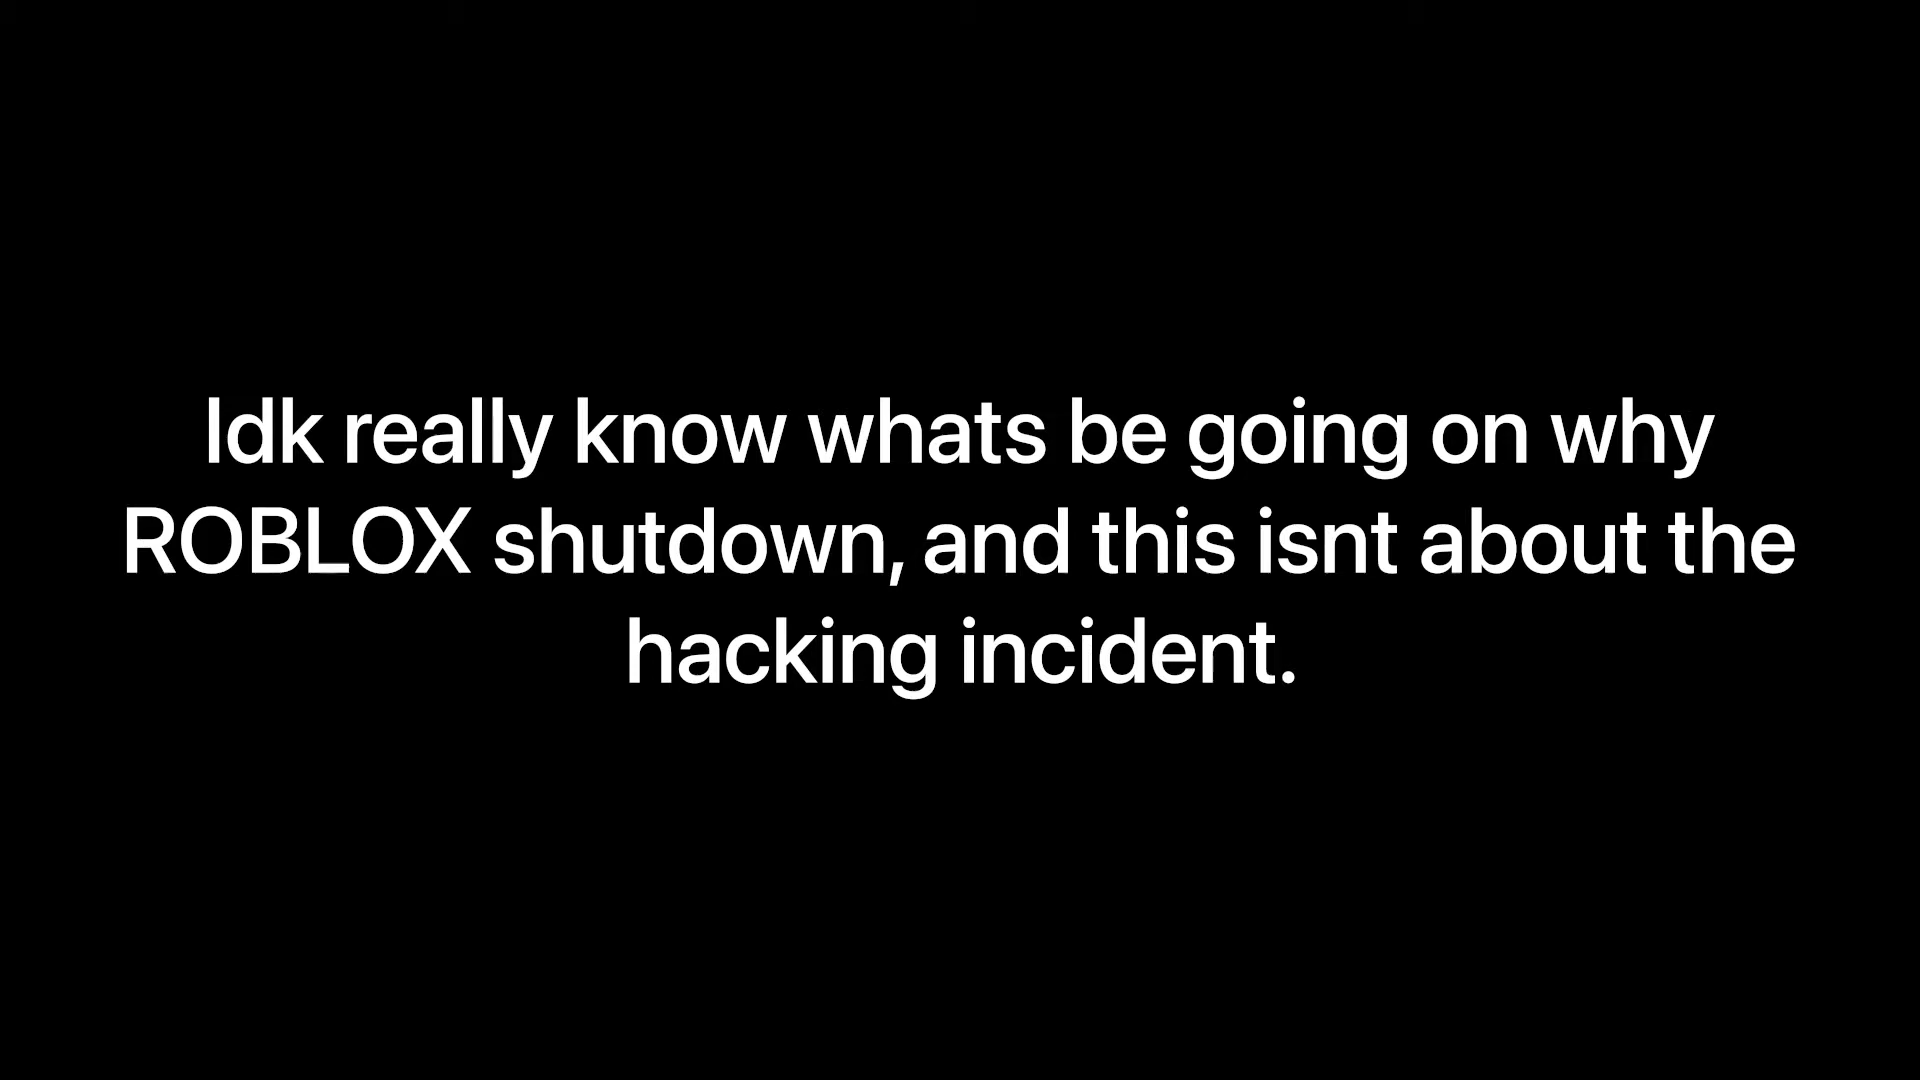 Idk really know whats be going on why
ROBLOX shutdown, and this isnt about the
hacking incident.